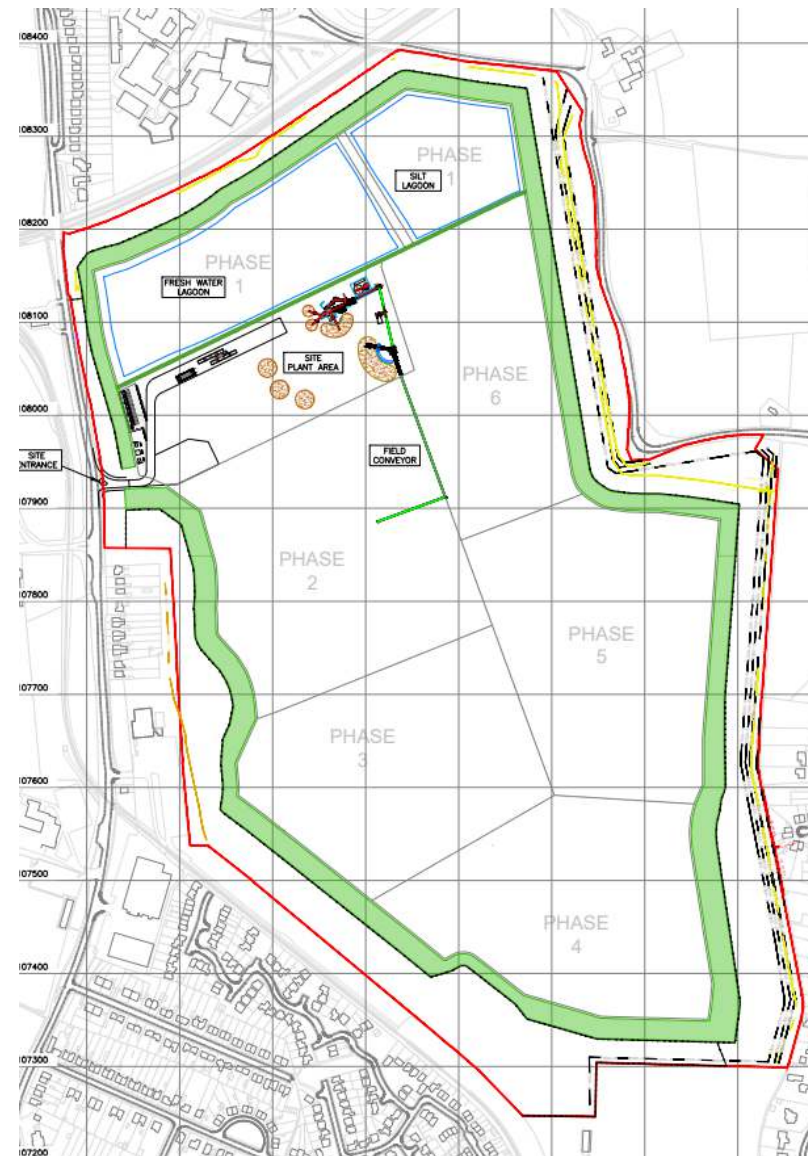 108400
108300
PHASE
1
SILT
LAGOON
108200
PHASE
1
FRESH WATER
LAGOON
108100
SITE
PLANT AREA
PHASE
6
108000
SITE
ENTRANCE
FIELD
CONVEYOR
107900
PHASE
2
107800
PHASE
5
107700
PHASE
3
107600
107500
PHASE
4
107400
107300
107200